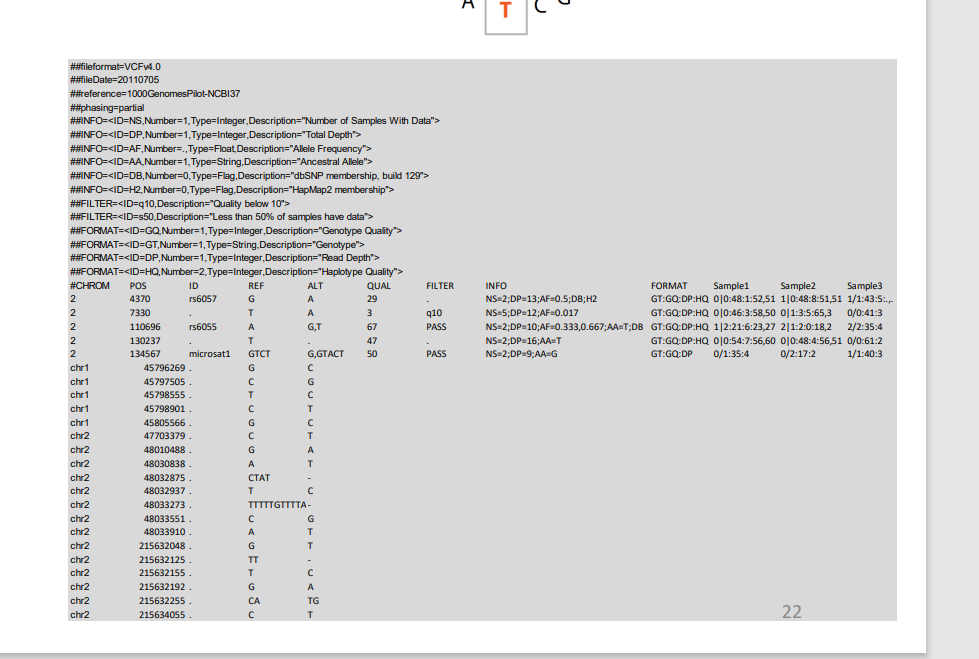 A T C G
##fileformat=VCFv4.0
##fileDate=20110705
##reference=1000GenomesPilot-NCBI37
##phasing=partial
##INFO=<ID=NS,Number=1,Type=Integer,Description="Number of Samples With Data">
##INFO=<ID=DP,Number=1,Type=Integer,Description="Total Depth">
##INFO=<ID=AF,Number=.,Type=Float,Description="Allele Frequency">
##INFO=<ID=AA,Number=1,Type=String,Description="Ancestral Allele">
##INFO=<ID=DB,Number=0,Type=Flag,Description="dbSNP membership, build 129">
##INFO=<ID=H2,Number=0,Type=Flag,Description="HapMap2 membership">
##FILTER=<ID=q10,Description="Quality below 10">
##FILTER=<ID=s50,Description="Less than 50% of samples have data">
##FORMAT=<ID=GQ,Number=1,Type=Integer,Description="Genotype Quality">
##FORMAT=<ID=GT,Number=1,Type=String,Description="Genotype">
##FORMAT=<ID=DP,Number=1,Type=Integer,Description="Read Depth">
##FORMAT=<ID=HQ,Number=2,Type=Integer,Description="Haplotype Quality">
#CHROM POS ID REF ALT QUAL FILTER INFO FORMAT Sample1 Sample2 Sample3
2 4370 rs6057 G A 29 . NS=2;DP=13;AF=0.5;DB;H2 GT:GQ:DP:HQ 0|0:48:1:52,51 1|0:48:8:51,51 1/1:43:5:.,.
2 7330 . T A 3 q10 NS=5;DP=12;AF=0.017 GT:GQ:DP:HQ 0|0:46:3:58,50 0|1:3:5:65,3 0/0:41:3
2 110696 rs6055 A G,T 67 PASS NS=2;DP=10;AF=0.333,0.667;AA=T;DB GT:GQ:DP:HQ 1|2:21:6:23,27 2|1:2:0:18,2 2/2:35:4
2 130237 . T . 47 . NS=2;DP=16;AA=T GT:GQ:DP:HQ 0|0:54:7:56,60 0|0:48:4:56,51 0/0:61:2
2 134567 microsat1 GTCT G,GTACT 50 PASS NS=2;DP=9;AA=G GT:GQ:DP 0/1:35:4 0/2:17:2 1/1:40:3
chr1 45796269 . G C
chr1 45797505 . C G
chr1 45798555 . T C
chr1 45798901 . C T
chr1 45805566 . G C
chr2 47703379 . C T
chr2 48010488 . G A
chr2 48030838 . A T
chr2 48032875 . CTAT -
chr2 48032937 . T C
chr2 48033273 . TTTTTGTTTTA -
chr2 48033551 . C G
chr2 48033910 . A T
chr2 215632048 . G T
chr2 215632125 . TT -
chr2 215632155 . T C
chr2 215632192 . G A
chr2 215632255 . CA TG
chr2 215634055 . C T
22